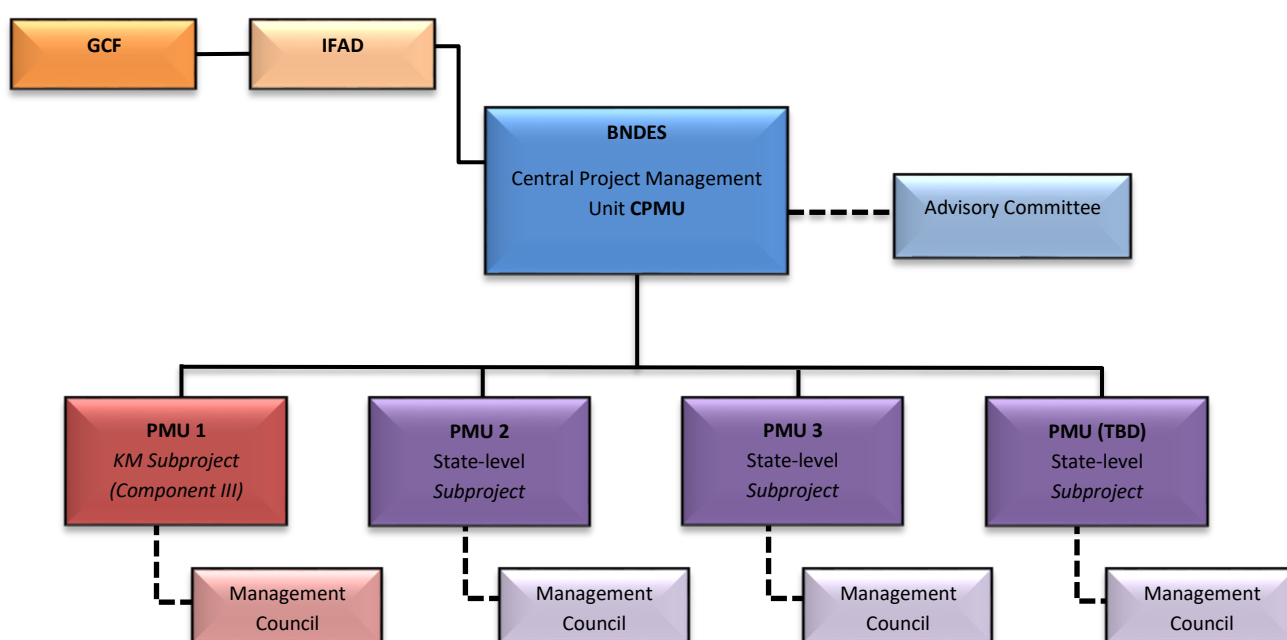 GCF
IFAD
BNDES
Central Project Management
Unit CPMU
Advisory Committee
PMU 1
KM Subproject
(Component III)
PMU 2
State-level
Subproject
PMU 3
State-level
Subproject
PMU (TBD)
State-level
Subproject
Management
Council
Management
Council
Management
Council
Management
Council